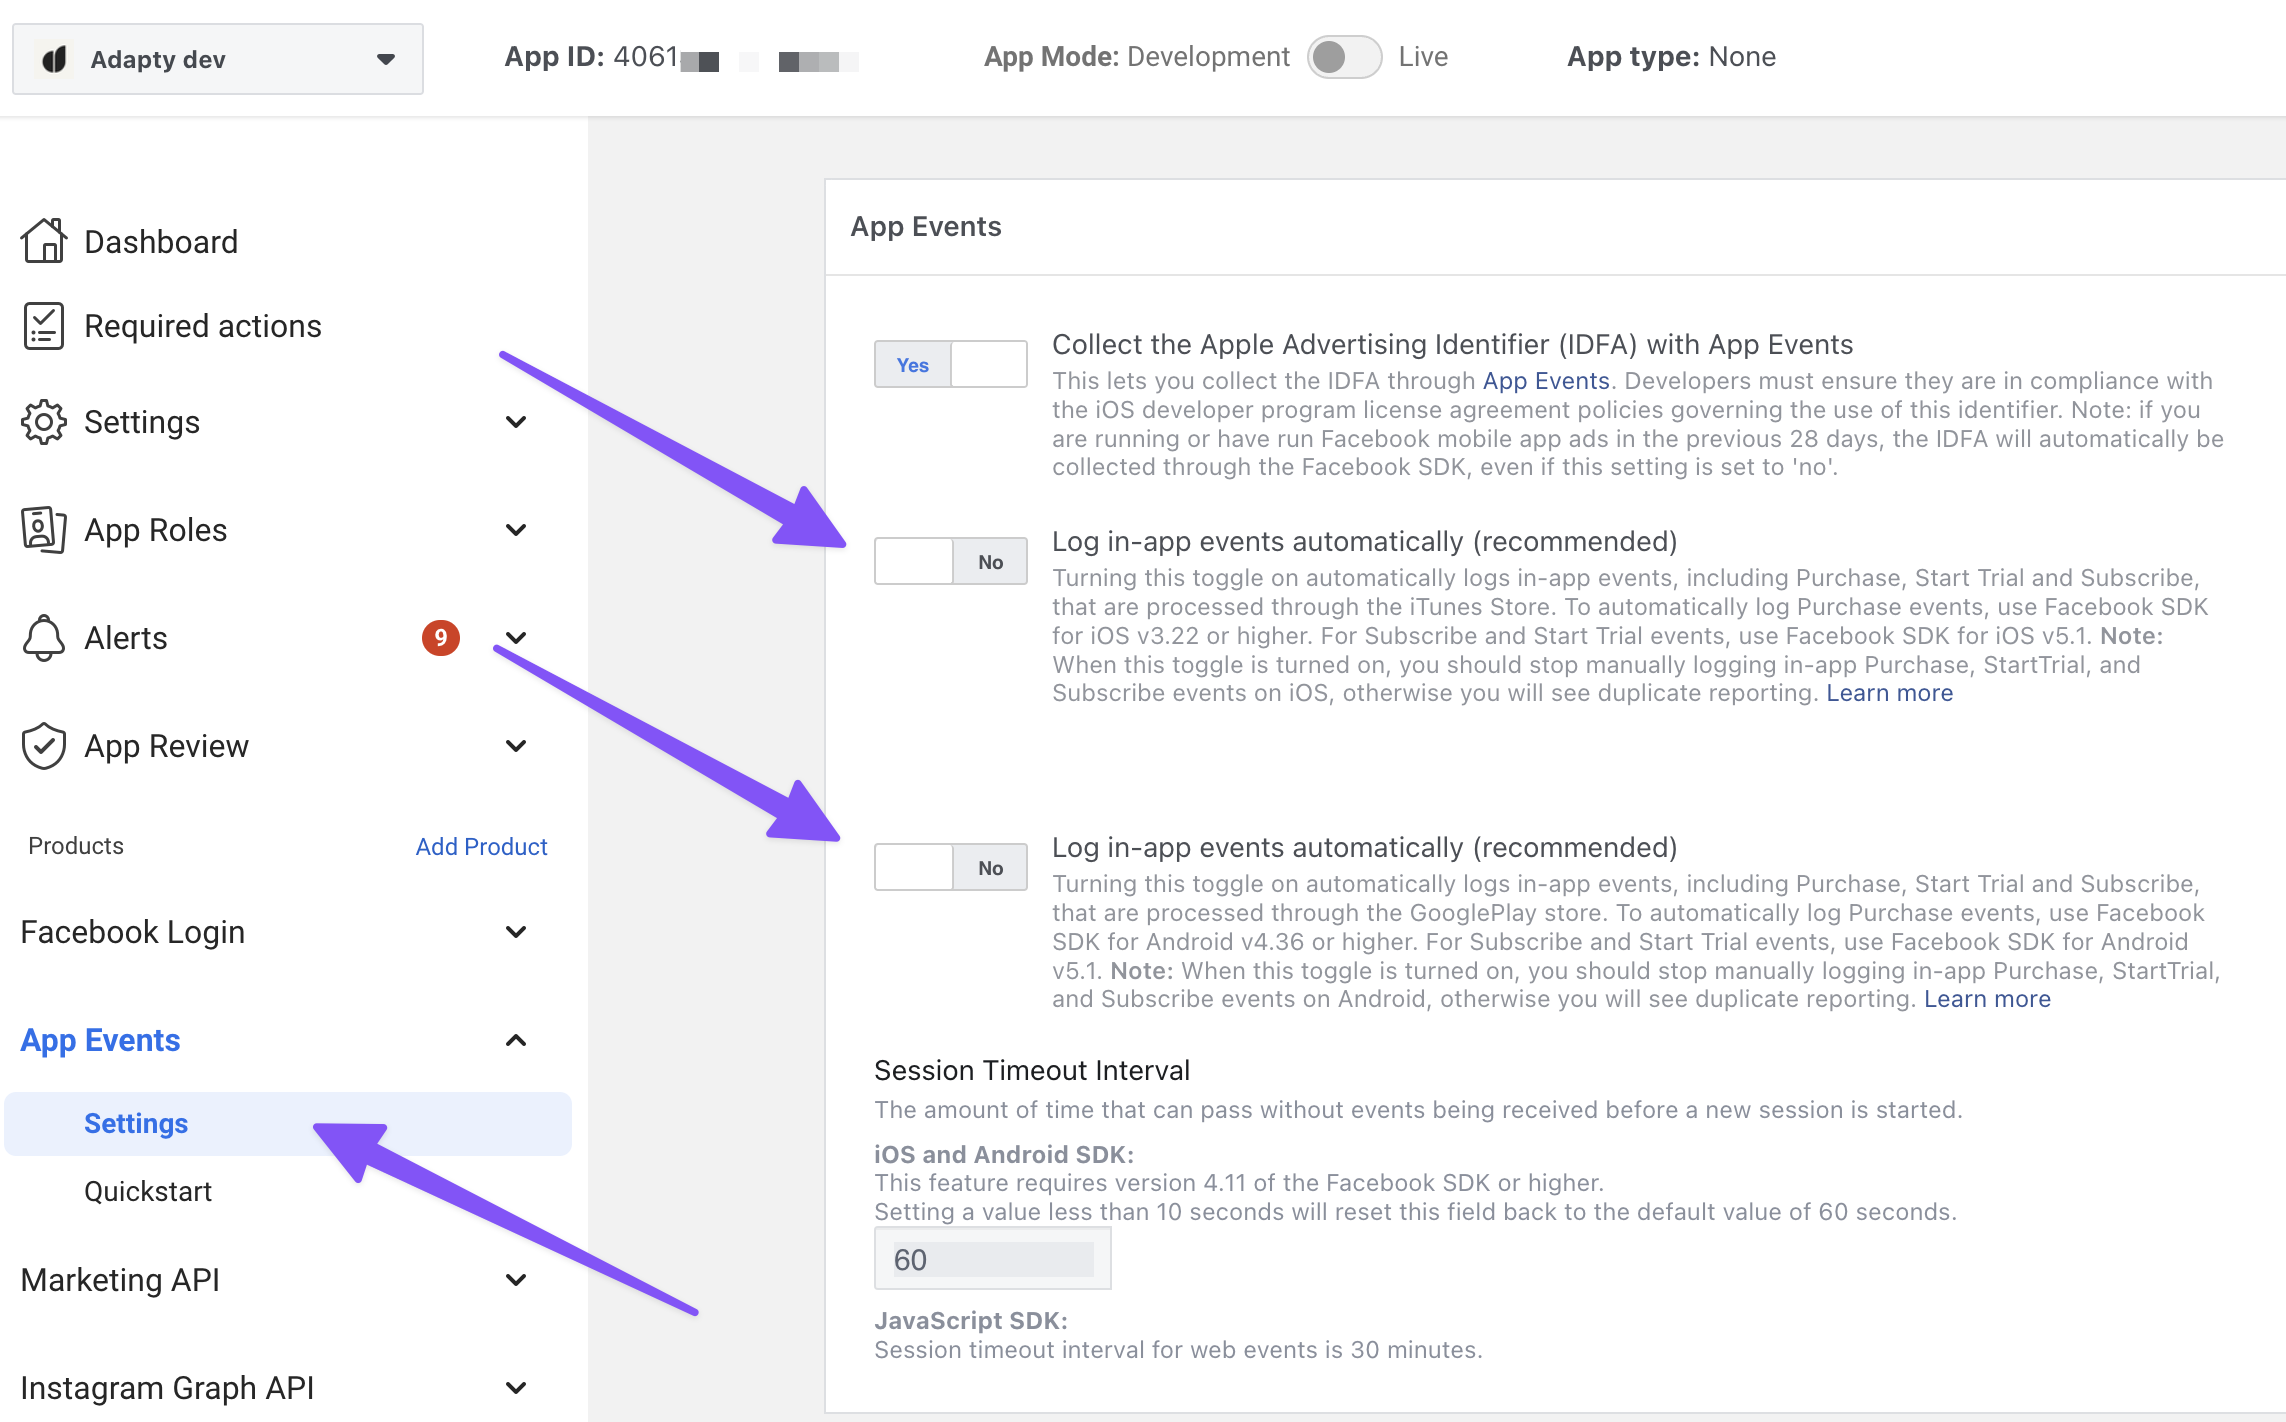 Adapty dev
App ID: 4061
App Mode: Development
Live
App type: None
Dashboard
Required actions
Settings
App Roles
Alerts
9
App Review
Products
Add Product
Facebook Login
App Events
Settings
Quickstart
Marketing API
Instagram Graph API
App Events
Yes
Collect the Apple Advertising Identifier (IDFA) with App Events
This lets you collect the IDFA through App Events. Developers must ensure they are in compliance with
the iOS developer program license agreement policies governing the use of this identifier. Note: if you
are running or have run Facebook mobile app ads in the previous 28 days, the IDFA will automatically be
collected through the Facebook SDK, even if this setting is set to 'no'.
No
Log in-app events automatically (recommended)
Turning this toggle on automatically logs in-app events, including Purchase, Start Trial and Subscribe,
that are processed through the iTunes Store. To automatically log Purchase events, use Facebook SDK
for iOS v3.22 or higher. For Subscribe and Start Trial events, use Facebook SDK for iOS v5.1. Note:
When this toggle is turned on, you should stop manually logging in-app Purchase, StartTrial, and
Subscribe events on iOS, otherwise you will see duplicate reporting. Learn more
No
Log in-app events automatically (recommended)
Turning this toggle on automatically logs in-app events, including Purchase, Start Trial and Subscribe,
that are processed through the GooglePlay store. To automatically log Purchase events, use Facebook
SDK for Android v4.36 or higher. For Subscribe and Start Trial events, use Facebook SDK for Android
v5.1. Note: When this toggle is turned on, you should stop manually logging in-app Purchase, StartTrial,
and Subscribe events on Android, otherwise you will see duplicate reporting. Learn more
Session Timeout Interval
The amount of time that can pass without events being received before a new session is started.
iOS and Android SDK:
This feature requires version 4.11 of the Facebook SDK or higher.
Setting a value less than 10 seconds will reset this field back to the default value of 60 seconds.
60
JavaScript SDK:
Session timeout interval for web events is 30 minutes.